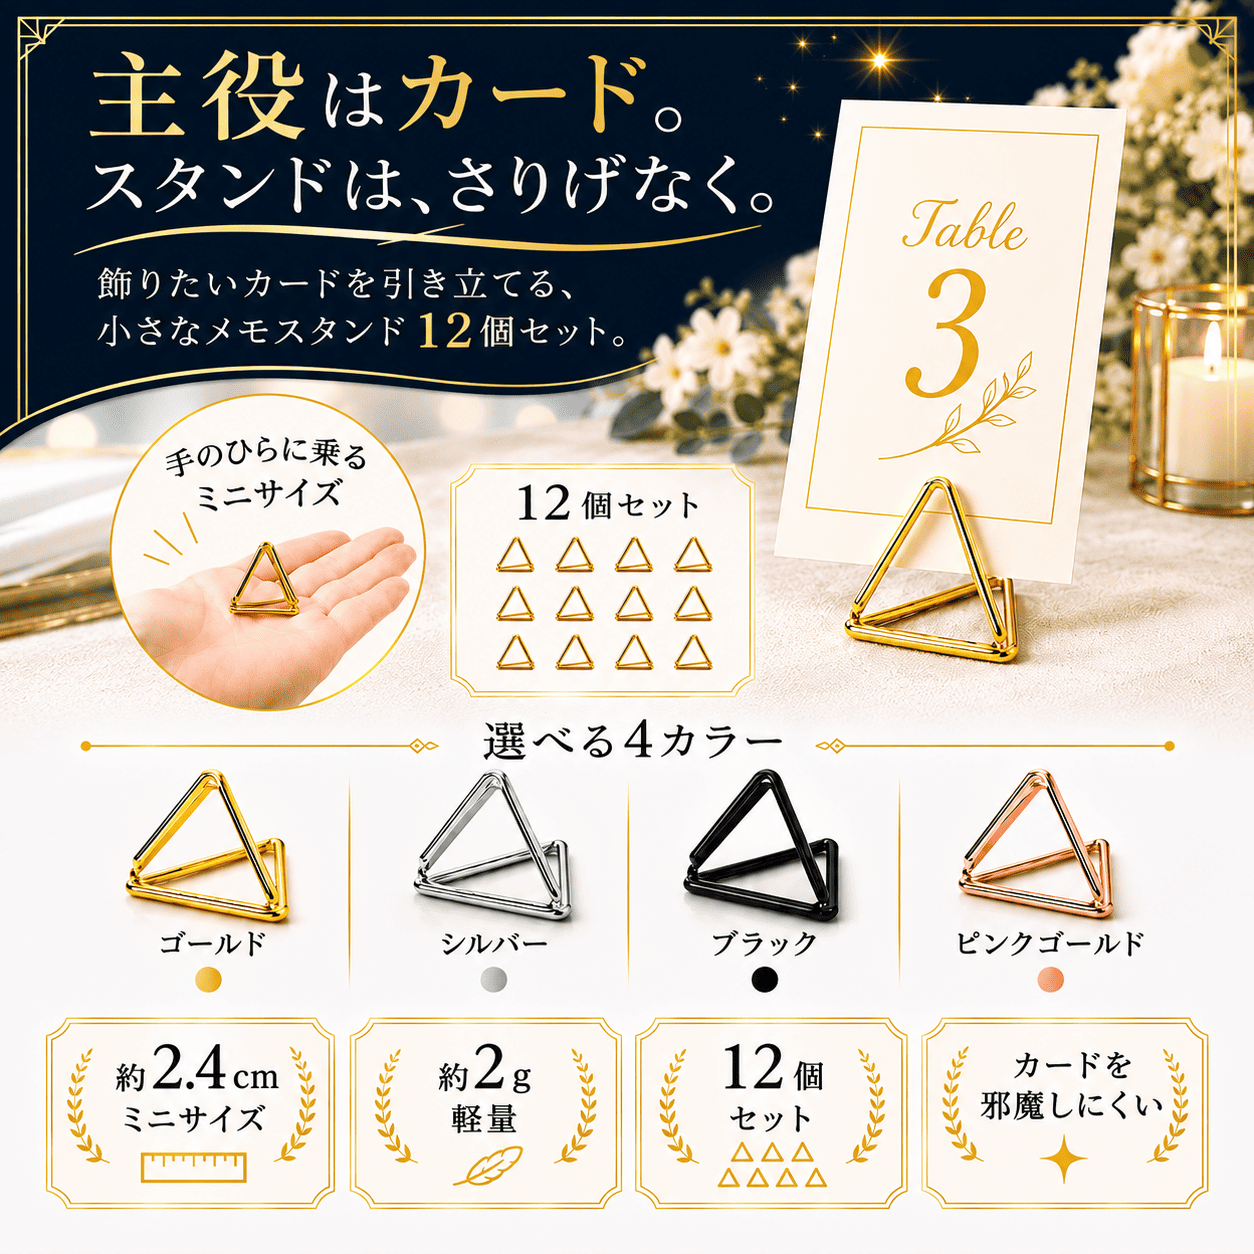 主役はカード。
スタンドは、さりげなく。
飾りたいカードを引き立てる、
小さなメモスタンド 12個セット。
Table
3
手のひらに乗る
ミニサイズ
12個セット
選べる4カラー
ゴールド
シルバー
ブラック
ピンクゴールド
約2.4cm
ミニサイズ
約2g
軽量
12個
セット
カードを
邪魔しにくい